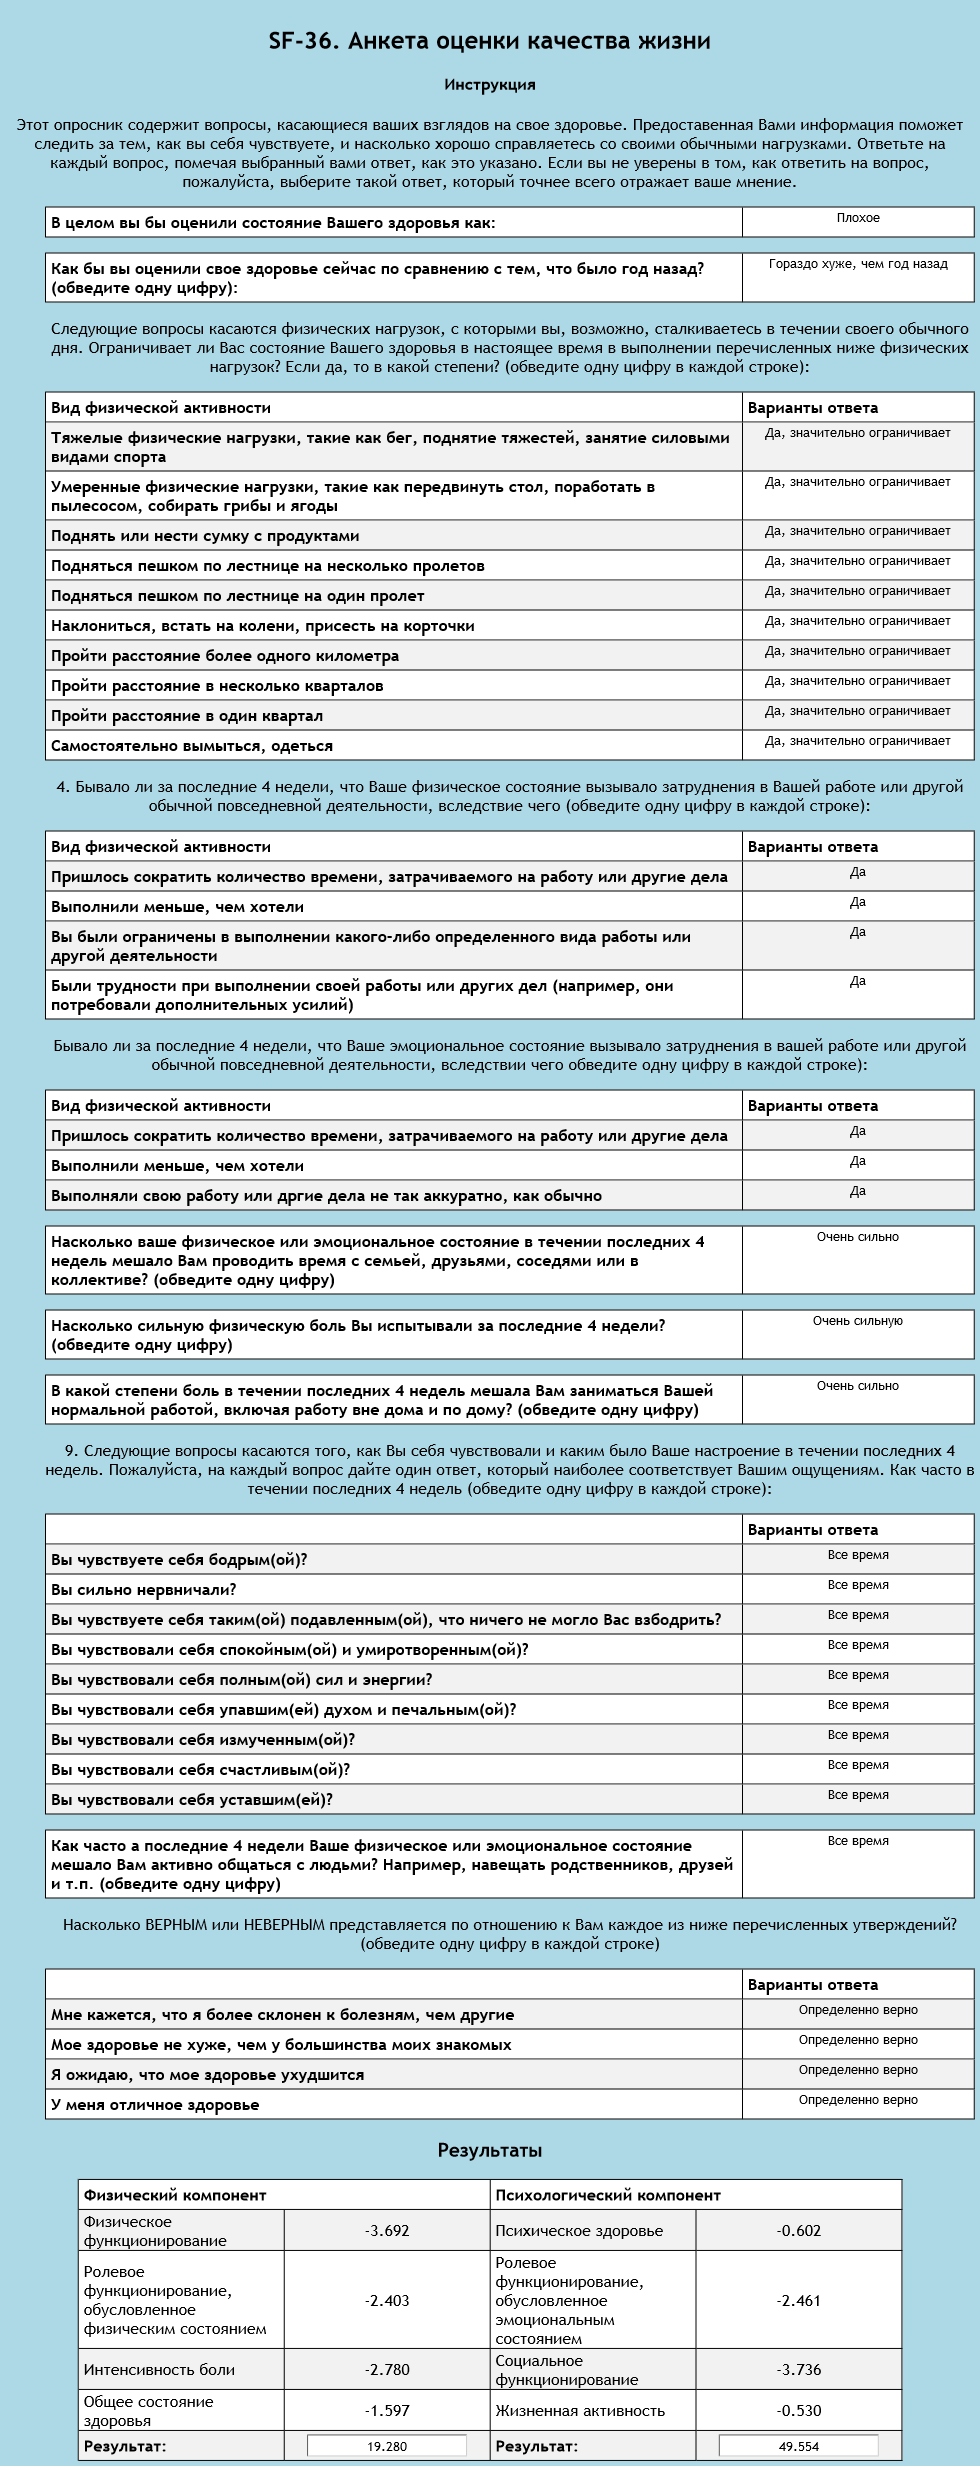 SF-36. Анкета оценки качества жизни
Инструкция
Этот опросник содержит вопросы, касающиеся ваших взглядов на свое здоровье. Предоставленная Вами информация поможет
следить за тем, как вы себя чувствуете, и насколько хорошо справляетесь со своими обычными нагрузками. Ответьте на
каждый вопрос, помечая выбранный вами ответ, как это указано. Если вы не уверены в том, как ответить на вопрос,
пожалуйста, выберите такой ответ, который точнее всего отражает ваше мнение.
В целом вы бы оценили состояние Вашего здоровья как: Плохое
Как бы вы оценили свое здоровье сейчас по сравнению с тем, что было год назад? Гораздо хуже, чем год назад
(обведите одну цифру):
Следующие вопросы касаются физических нагрузок, с которыми вы, возможно, сталкиваетесь в течении своего обычного
дня. Ограничивает ли Вас состояние Вашего здоровья в настоящее время в выполнении перечисленных ниже физических
нагрузок? Если да, то в какой степени? (обведите одну цифру в каждой строке):
Вид физической активности Варианты ответа
Тяжелые физические нагрузки, такие как бег, поднятие тяжестей, занятие силовыми Да, значительно ограничивает
видами спорта
Умеренные физические нагрузки, такие как передвинуть стол, поработать в Да, значительно ограничивает
пылесосом, собирать грибы и ягоды
Поднять или нести сумку с продуктами Да, значительно ограничивает
Подняться пешком по лестнице на несколько пролетов Да, значительно ограничивает
Подняться пешком по лестнице на один пролет Да, значительно ограничивает
Наклониться, встать на колени, присесть на корточки Да, значительно ограничивает
Пройти расстояние более одного километра Да, значительно ограничивает
Пройти расстояние в несколько кварталов Да, значительно ограничивает
Пройти расстояние в один квартал Да, значительно ограничивает
Самостоятельно вымыться, одеться Да, значительно ограничивает
4. Бывало ли за последние 4 недели, что Ваше физическое состояние вызывало затруднения в Вашей работе или другой
обычной повседневной деятельности, вследствие чего (обведите одну цифру в каждой строке):
Вид физической активности Варианты ответа
Пришлось сократить количество времени, затрачиваемого на работу или другие дела Да
Выполнили меньше, чем хотели Да
Вы были ограничены в выполнении какого-либо определенного вида работы или Да
другой деятельности
Были трудности при выполнении своей работы или других дел (например, они Да
потребовали дополнительных усилий)
Бывало ли за последние 4 недели, что Ваше эмоциональное состояние вызывало затруднения в вашей работе или другой
обычной повседневной деятельности, вследствии чего обведите одну цифру в каждой строке):
Вид физической активности Варианты ответа
Пришлось сократить количество времени, затрачиваемого на работу или другие дела Да
Выполнили меньше, чем хотели Да
Выполняли свою работу или дргие дела не так аккуратно, как обычно Да
Насколько ваше физическое или эмоциональное состояние в течении последних 4 Очень сильно
недель мешало Вам проводить время с семьей, друзьями, соседями или в
коллективе? (обведите одну цифру)
Насколько сильную физическую боль Вы испытывали за последние 4 недели? Очень сильную
(обведите одну цифру)
В какой степени боль в течении последних 4 недель мешала Вам заниматься Вашей Очень сильно
нормальной работой, включая работу вне дома и по дому? (обведите одну цифру)
9. Следующие вопросы касаются того, как Вы себя чувствовали и каким было Ваше настроение в течении последних 4
недель. Пожалуйста, на каждый вопрос дайте один ответ, который наиболее соответствует Вашим ощущениям. Как часто в
течении последних 4 недель (обведите одну цифру в каждой строке):
Варианты ответа
Вы чувствуете себя бодрым(ой)? Все время
Вы сильно нервничали? Все время
Вы чувствуете себя таким(ой) подавленным(ой), что ничего не могло Вас взбодрить? Все время
Вы чувствовали себя спокойным(ой) и умиротворенным(ой)? Все время
Вы чувствовали себя полным(ой) сил и энергии? Все время
Вы чувствовали себя упавшим(ей) духом и печальным(ой)? Все время
Вы чувствовали себя измученным(ой)? Все время
Вы чувствовали себя счастливым(ой)? Все время
Вы чувствовали себя уставшим(ей)? Все время
Как часто а последние 4 недели Ваше физическое или эмоциональное состояние Все время
мешало Вам активно общаться с людьми? Например, навещать родственников, друзей
и т.п. (обведите одну цифру)
Насколько ВЕРНЫМ или НЕВЕРНЫМ представляется по отношению к Вам каждое из ниже перечисленных утверждений?
(обведите одну цифру в каждой строке)
Варианты ответа
Мне кажется, что я более склонен к болезням, чем другие Определенно верно
Мое здоровье не хуже, чем у большинства моих знакомых Определенно верно
Я ожидаю, что мое здоровье ухудшится Определенно верно
У меня отличное здоровье Определенно верно
Результаты
Физический компонент Психологический компонент
Физическое
функционирование -3.692 Психическое здоровье -0.602
Ролевое
функционирование,
обусловленное
физическим состоянием -2.403
Ролевое
функционирование,
обусловленное
эмоциональным
состоянием -2.461
Интенсивность боли -2.780
Социальное
функционирование -3.736
Общее состояние
здоровья -1.597 Жизненная активность -0.530
Результат: 19.280 Результат: 49.554